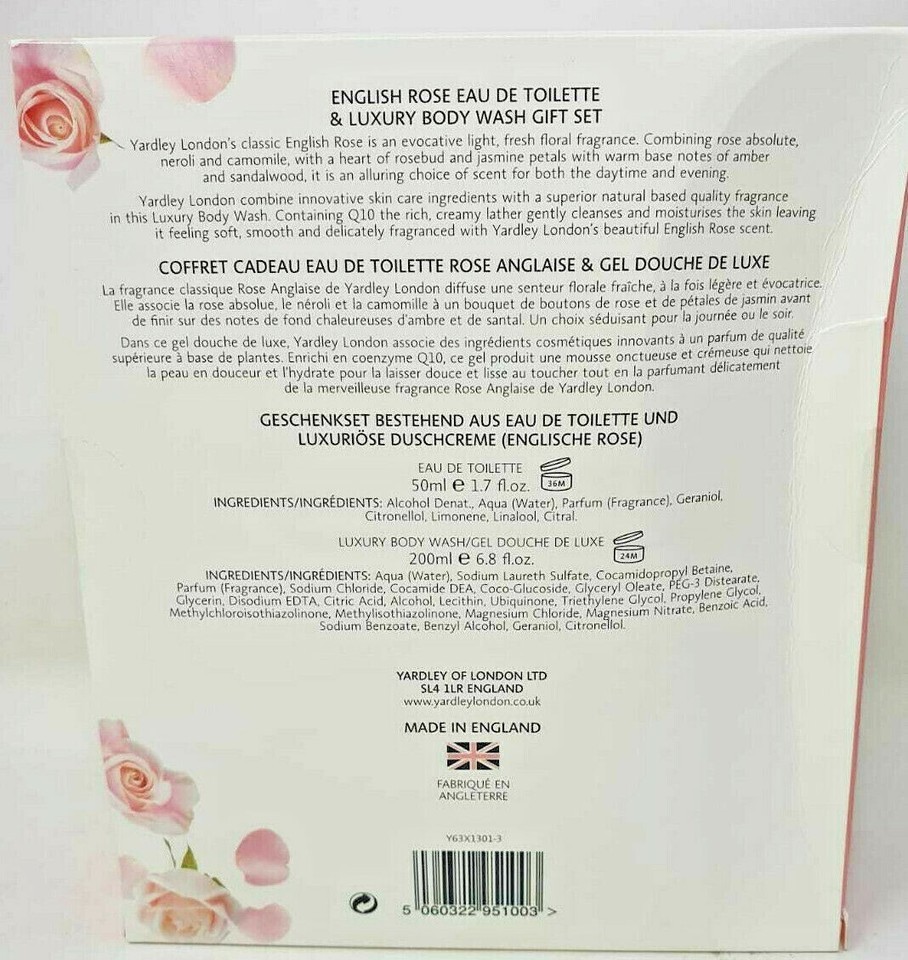 ENGLISH ROSE EAU DE TOILETTE
& LUXURY BODY WASH GIFT SET
Yardley London's classic English Rose is an evocative light, fresh floral fragrance. Combining rose absolute,
neroli and camomile, with a heart of rosebud and jasmine petals with warm base notes of amber
and sandalwood, it is an alluring choice of scent for both the daytime and evening.
Yardley London combine innovative skin care ingredients with a superior natural based quality fragrance
in this Luxury Body Wash. Containing Q10 the rich, creamy lather gently cleanses and moisturises the skin leaving
it feeling soft, smooth and delicately fragranced with Yardley London's beautiful English Rose scent.
COFFRET CADEAU EAU DE TOILETTE ROSE ANGLAISE & GEL DOUCHE DE LUXE
La fragrance classique Rose Anglaise de Yardley London diffuse une senteur florale fraîche, à la fois légère et évocatrice.
Elle associe la rose absolue, le néroli et la camomille à un bouquet de boutons de rose et de pétales de jasmin avant
de finir sur des notes de fond chaleureuses d'ambre et de santal. Un choix séduisant pour la journée ou le soir.
Dans ce gel douche de luxe, Yardley London associe des ingrédients cosmétiques innovants à un parfum de qualité
supérieure à base de plantes. Enrichi en coenzyme Q10, ce gel produit une mousse onctueuse et crémeuse qui nettoie
la peau en douceur et l'hydrate pour la laisser douce et lisse au toucher tout en la parfumant délicatement
de la merveilleuse fragrance Rose Anglaise de Yardley London.
GESCHENKSET BESTEHEND AUS EAU DE TOILETTE UND
LUXURIÖSE DUSCHCREME (ENGLISCHE ROSE)
EAU DE TOILETTE
50ml e 1.7 fl.oz. 36M
INGREDIENTS/INGRÉDIENTS: Alcohol Denat., Aqua (Water), Parfum (Fragrance), Geraniol,
Citronellol, Limonene, Linalool, Citral.
LUXURY BODY WASH/GEL DOUCHE DE LUXE
200ml e 6.8 fl.oz. 24M
INGREDIENTS/INGRÉDIENTS: Aqua (Water), Sodium Laureth Sulfate, Cocamidopropyl Betaine,
Parfum (Fragrance), Sodium Chloride, Cocamide DEA, Coco-Glucoside, Glyceryl Oleate, PEG-3 Distearate,
Glycerin, Disodium EDTA, Citric Acid, Alcohol, Lecithin, Ubiquinone, Triethylene Glycol, Propylene Glycol,
Methylchloroisothiazolinone, Methylisothiazolinone, Magnesium Chloride, Magnesium Nitrate, Benzoic Acid,
Sodium Benzoate, Benzyl Alcohol, Geraniol, Citronellol.
YARDLEY OF LONDON LTD
SL4 1LR ENGLAND
www.yardleylondon.co.uk
MADE IN ENGLAND
FABRIQUÉ EN
ANGLETERRE
Y63X1301-3
5 060322 951003 >